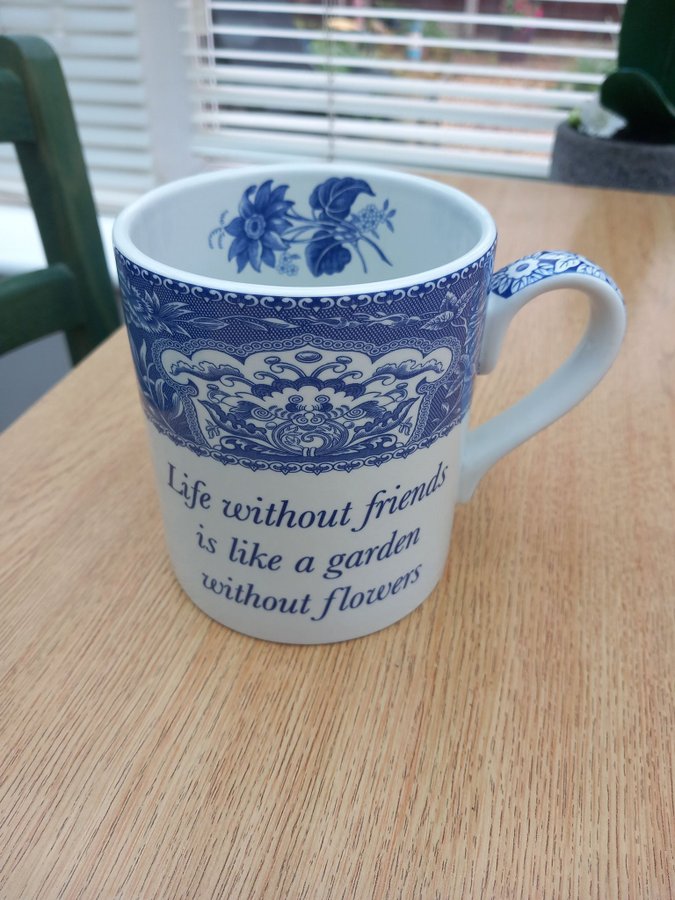 Life without friends
is like a garden
without flowers